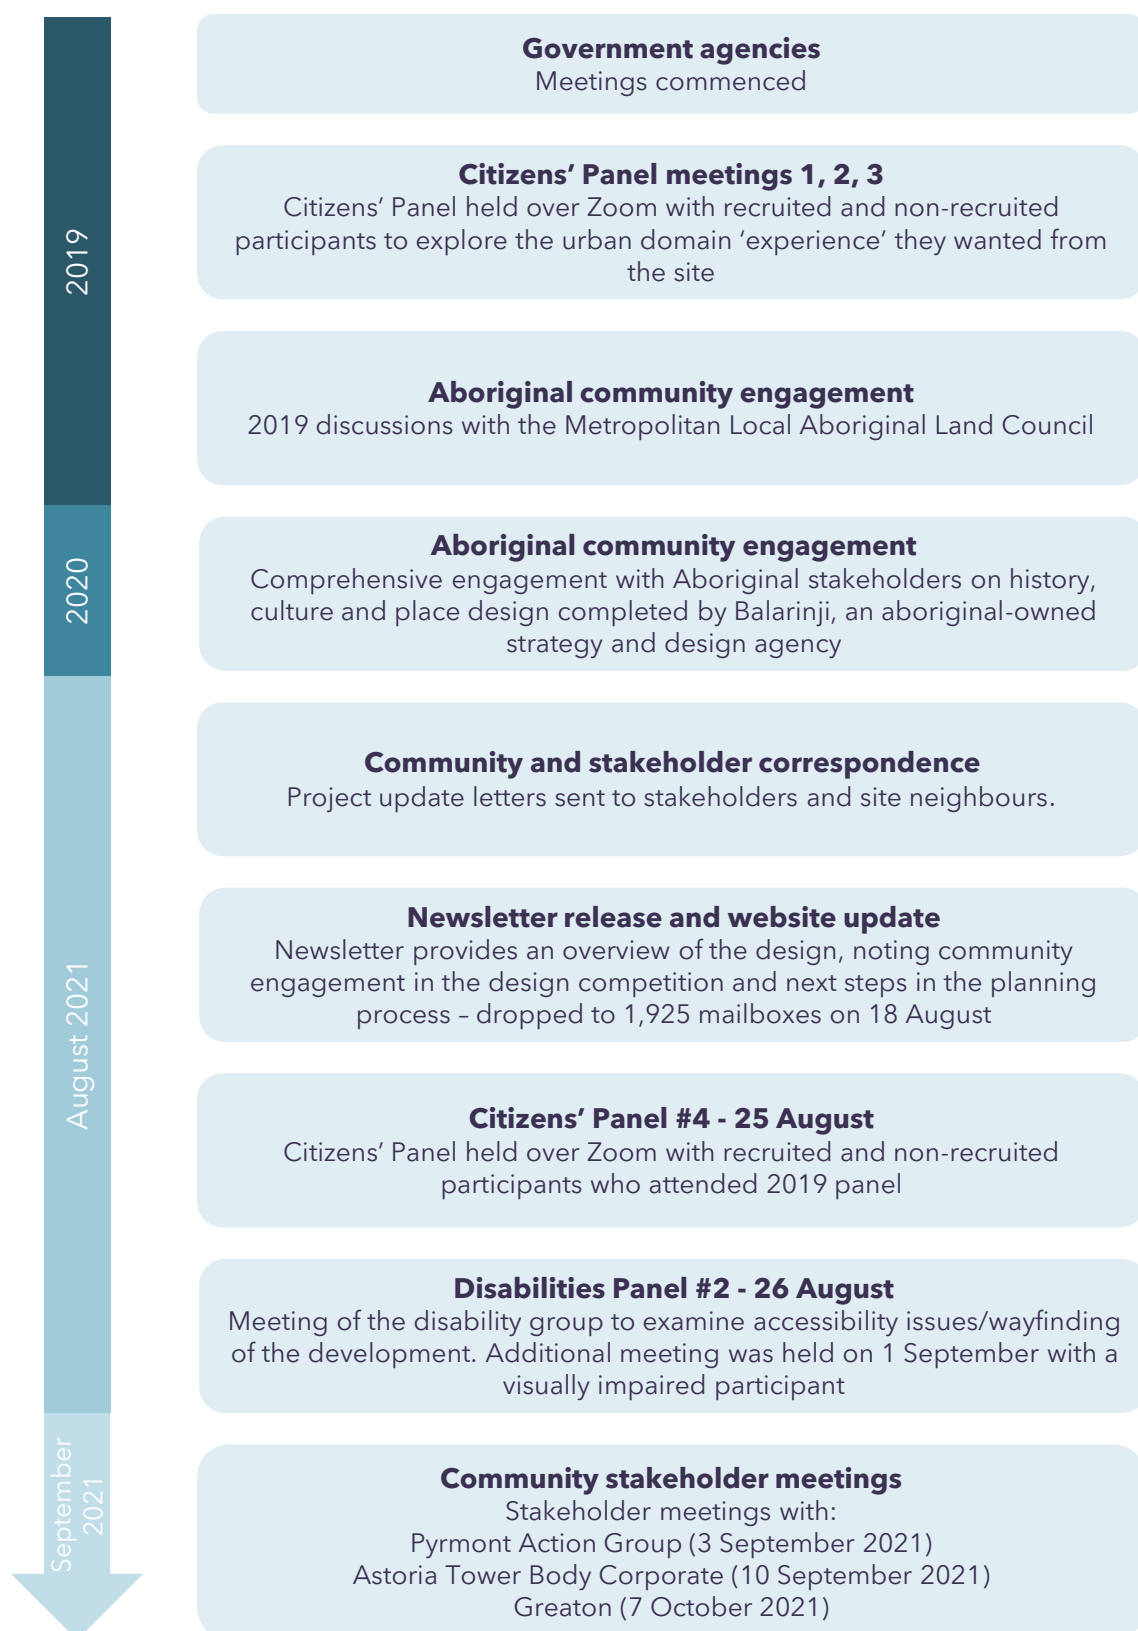 2019
Government agencies
Meetings commenced
Citizens’ Panel meetings 1, 2, 3
Citizens’ Panel held over Zoom with recruited and non-recruited
participants to explore the urban domain ‘experience’ they wanted from
the site
Aboriginal community engagement
2019 discussions with the Metropolitan Local Aboriginal Land Council
2020
Aboriginal community engagement
Comprehensive engagement with Aboriginal stakeholders on history,
culture and place design completed by Balarinji, an aboriginal-owned
strategy and design agency
August 2021
Community and stakeholder correspondence
Project update letters sent to stakeholders and site neighbours.
Newsletter release and website update
Newsletter provides an overview of the design, noting community
engagement in the design competition and next steps in the planning
process – dropped to 1,925 mailboxes on 18 August
Citizens’ Panel #4 - 25 August
Citizens’ Panel held over Zoom with recruited and non-recruited
participants who attended 2019 panel
Disabilities Panel #2 - 26 August
Meeting of the disability group to examine accessibility issues/wayfinding
of the development. Additional meeting was held on 1 September with a
visually impaired participant
September
2021
Community stakeholder meetings
Stakeholder meetings with:
Pyrmont Action Group (3 September 2021)
Astoria Tower Body Corporate (10 September 2021)
Greaton (7 October 2021)